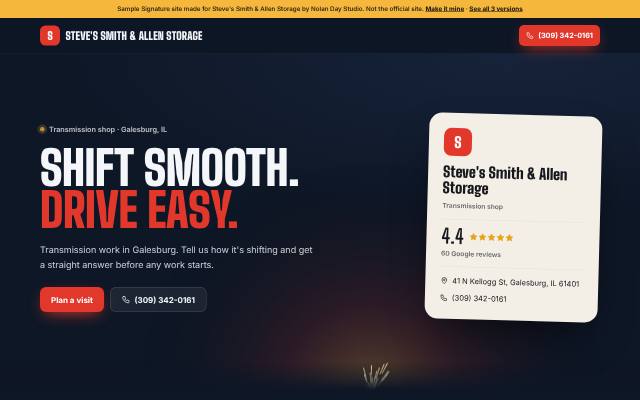 Sample Signature site made for Steve's Smith & Allen Storage by Nolan Day Studio. Not the official site. Make it mine · See all 3 versions
S STEVE'S SMITH & ALLEN STORAGE
(309) 342-0161
Transmission shop · Galesburg, IL
SHIFT SMOOTH.
DRIVE EASY.
Transmission work in Galesburg. Tell us how it's shifting and get
a straight answer before any work starts.
Plan a visit
(309) 342-0161
S
Steve's Smith & Allen
Storage
Transmission shop
4.4
60 Google reviews
41 N Kellogg St, Galesburg, IL 61401
(309) 342-0161